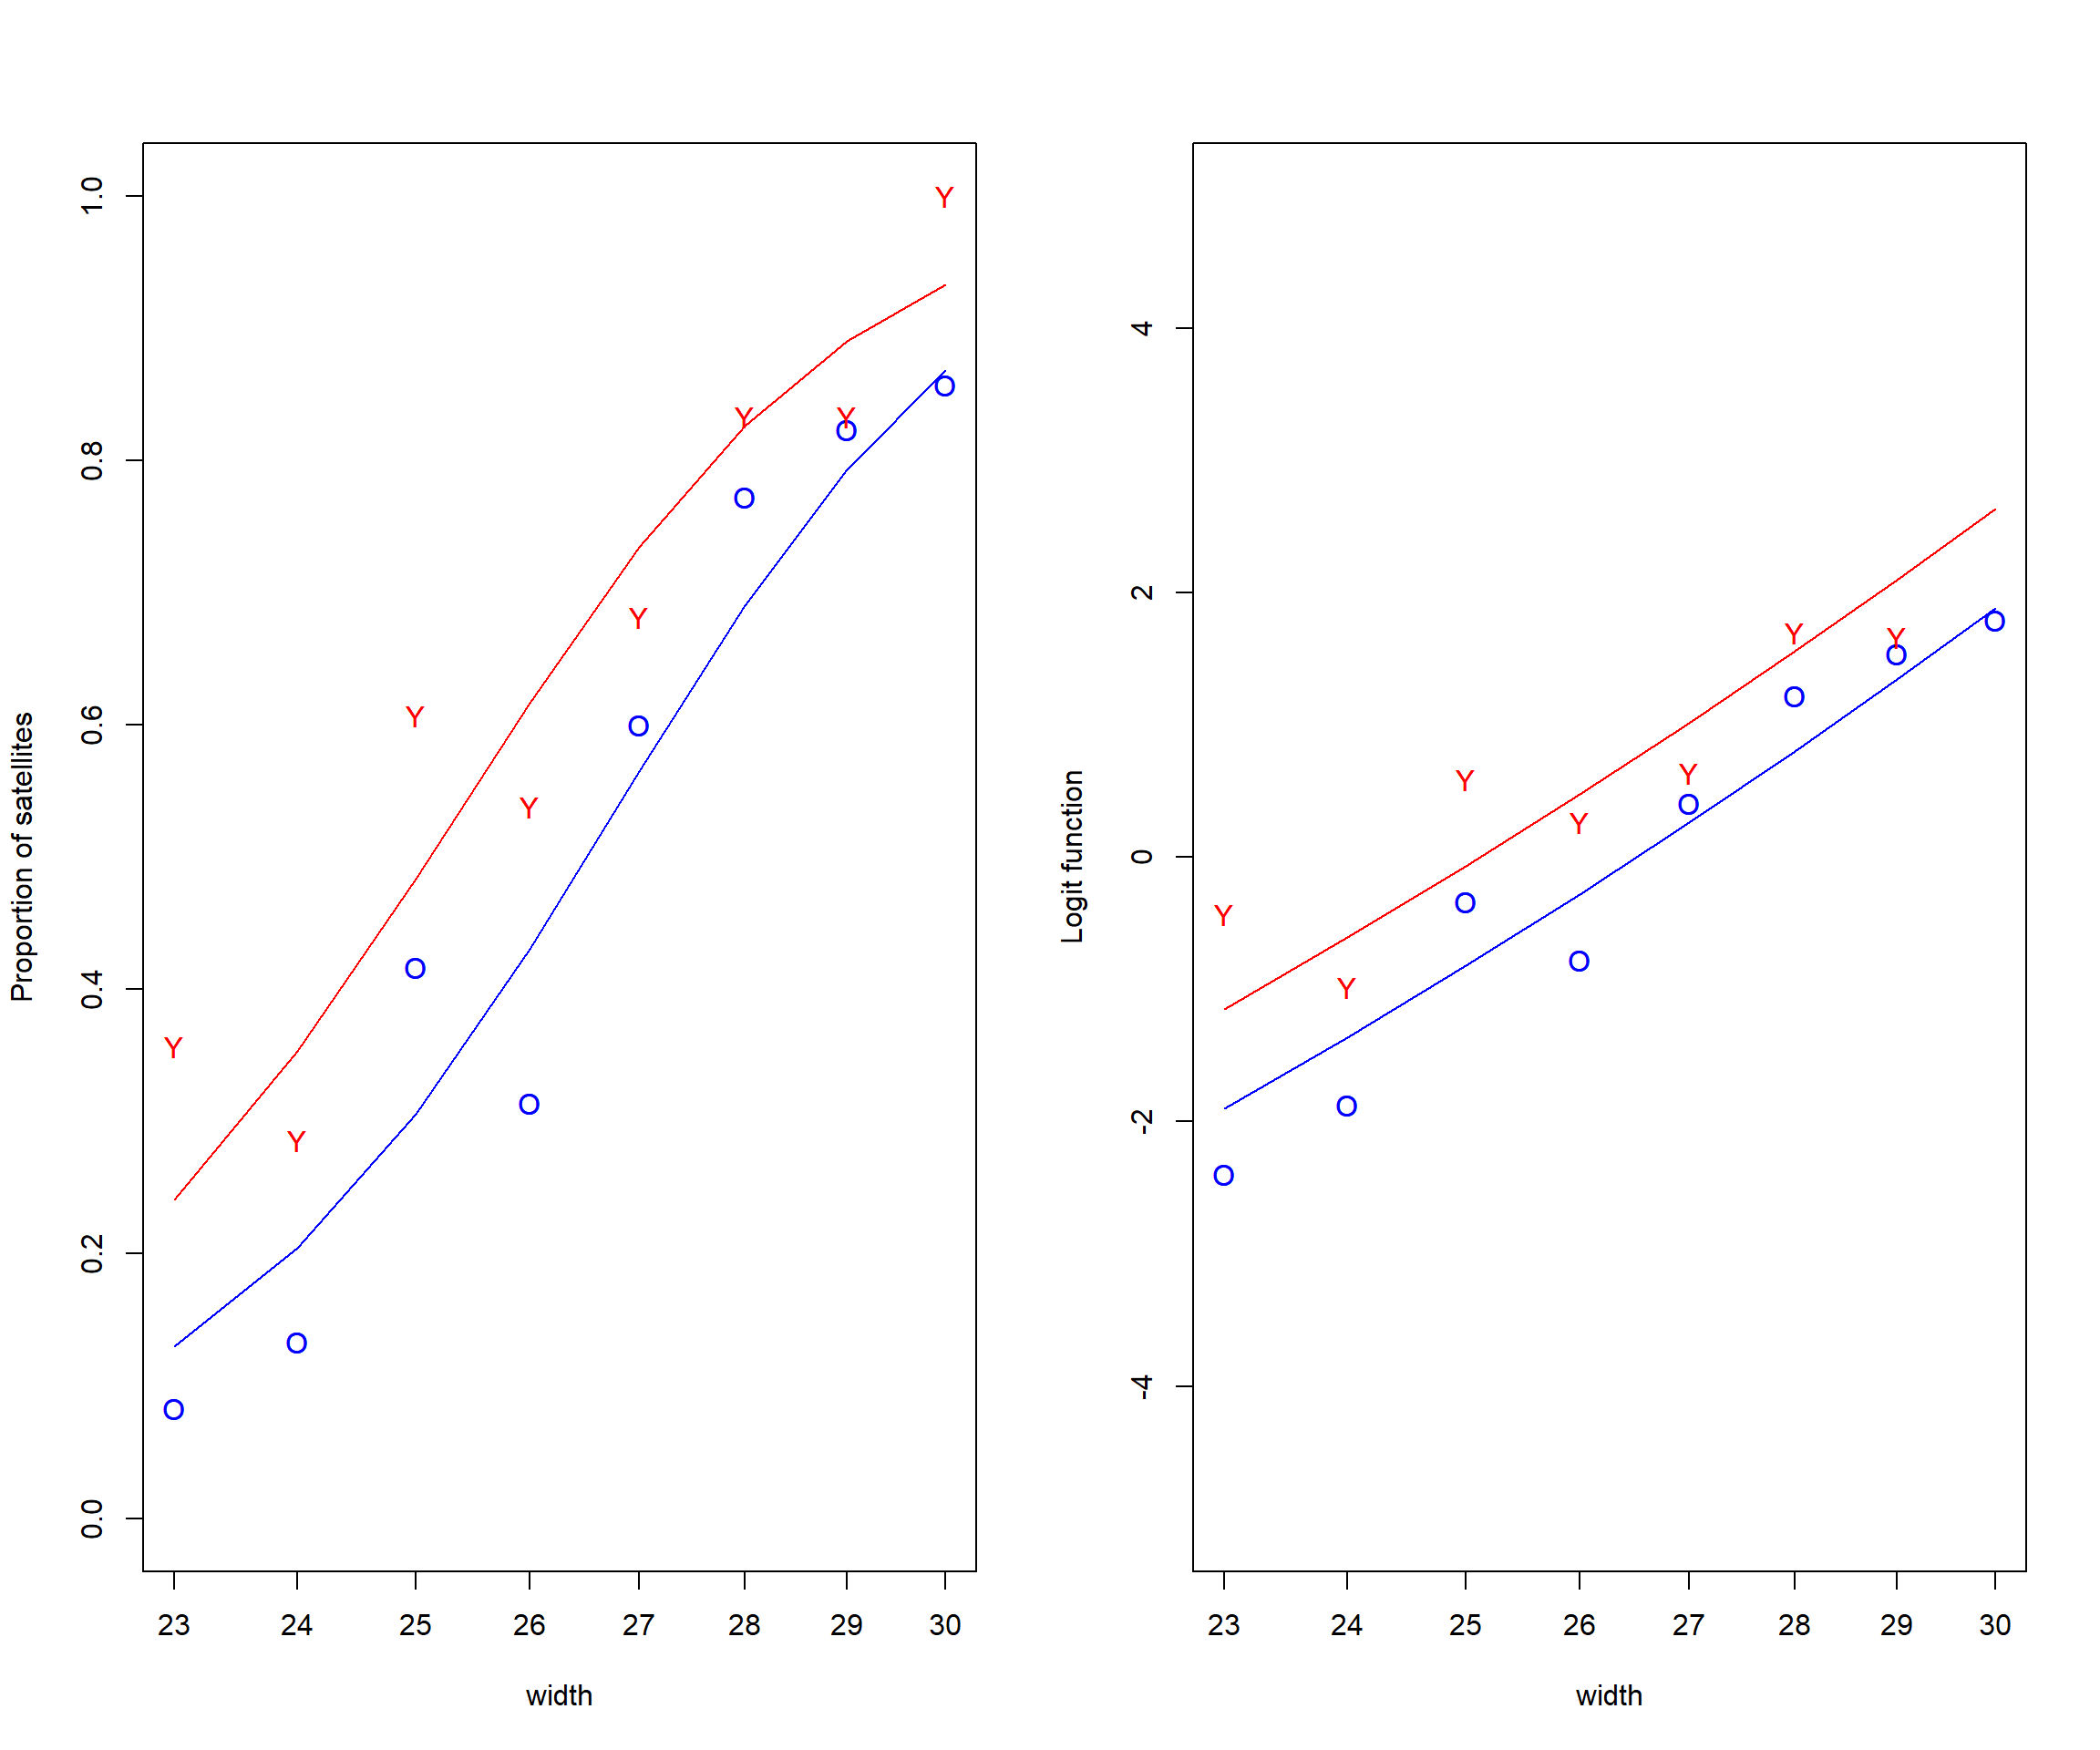 Proportion of satellites
1.0
0.8
0.6
0.4
0.2
0.0
Y Y Y Y Y Y Y Y
O O O O O O O O
23 24 25 26 27 28 29 30
width
Logit function
4
2
0
-2
-4
Y Y Y Y Y Y Y
O O O O O O O O
23 24 25 26 27 28 29 30
width